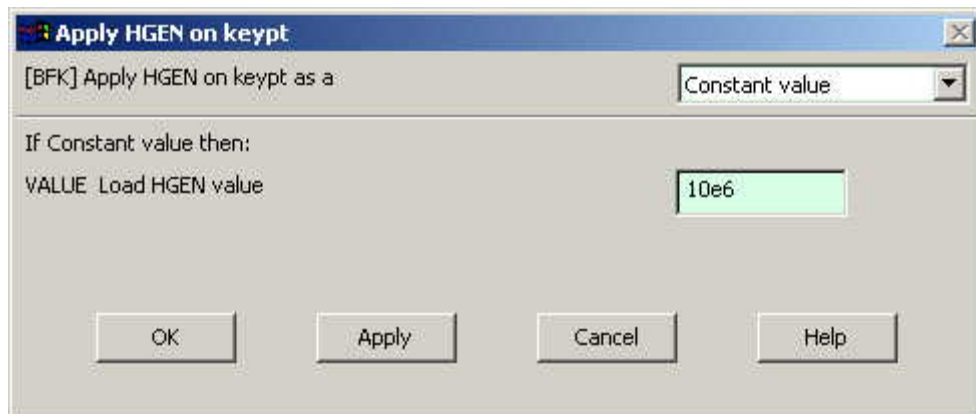 Apply HGEN on keypt
[BFK] Apply HGEN on keypt as a Constant value
If Constant value then:
VALUE Load HGEN value 10e6
OK Apply Cancel Help